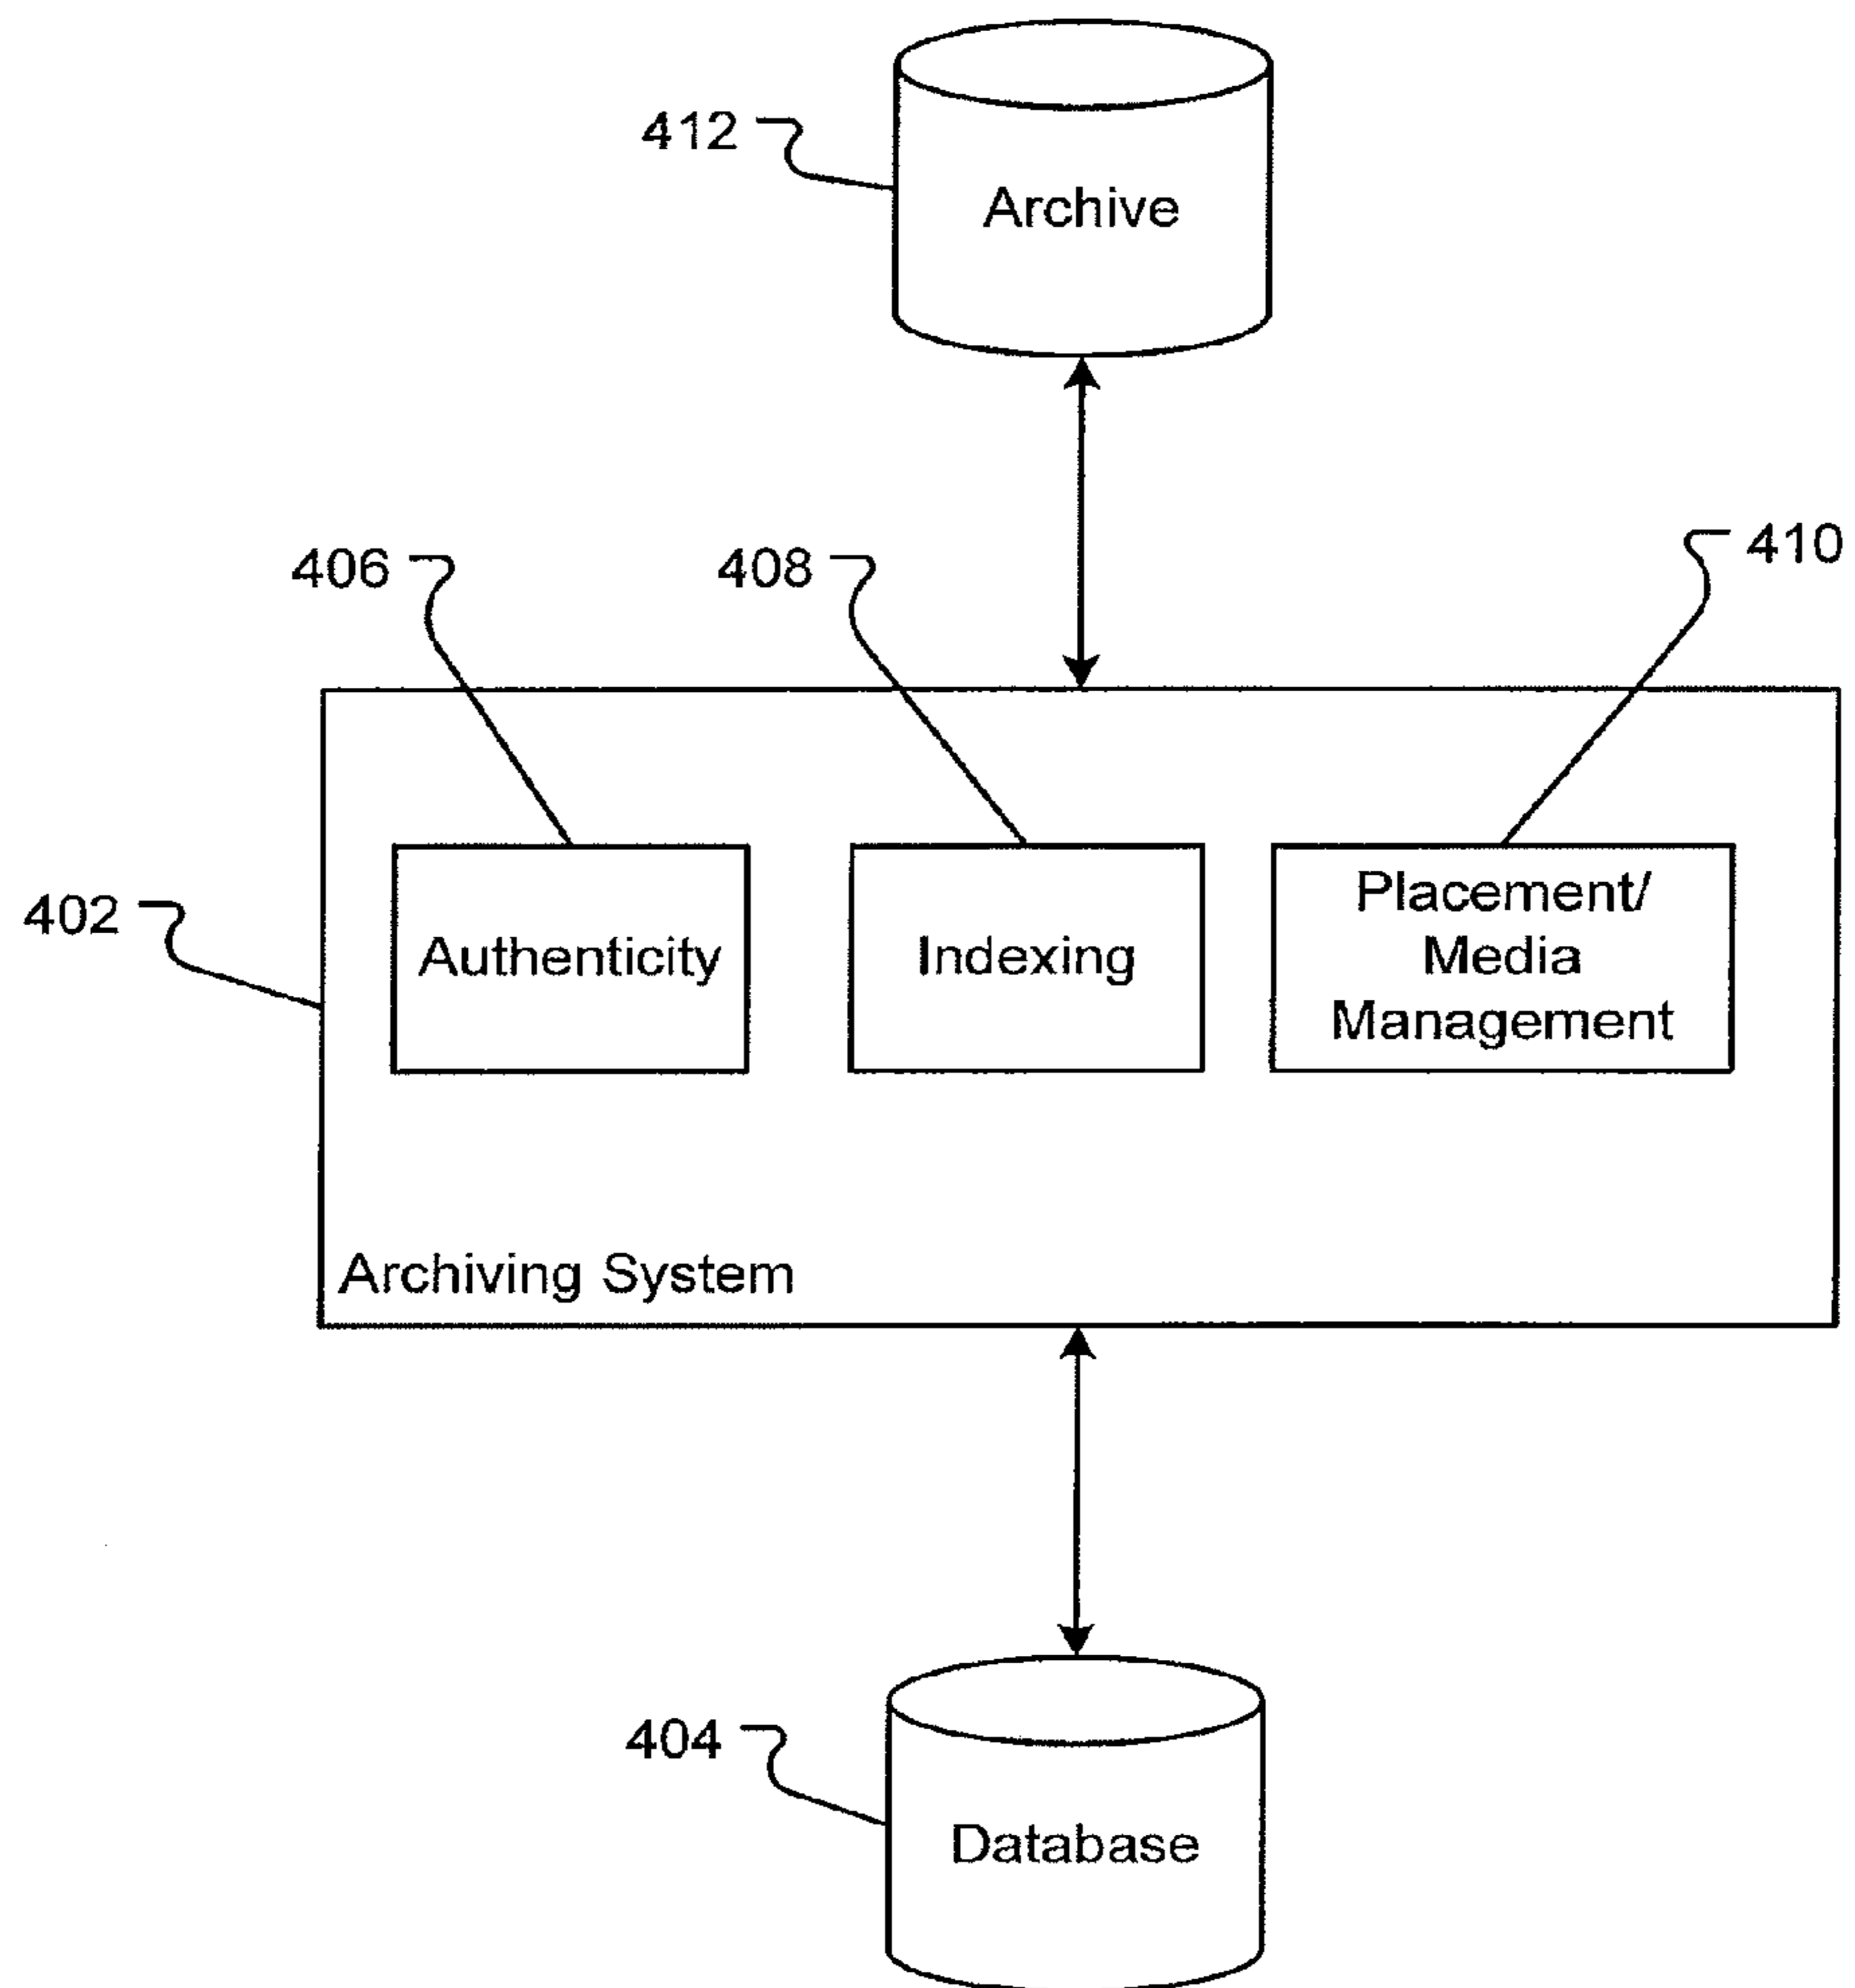 412
Archive
406
408
410
402
Authenticity
Indexing
Placement/
Media
Management
Archiving System
404
Database